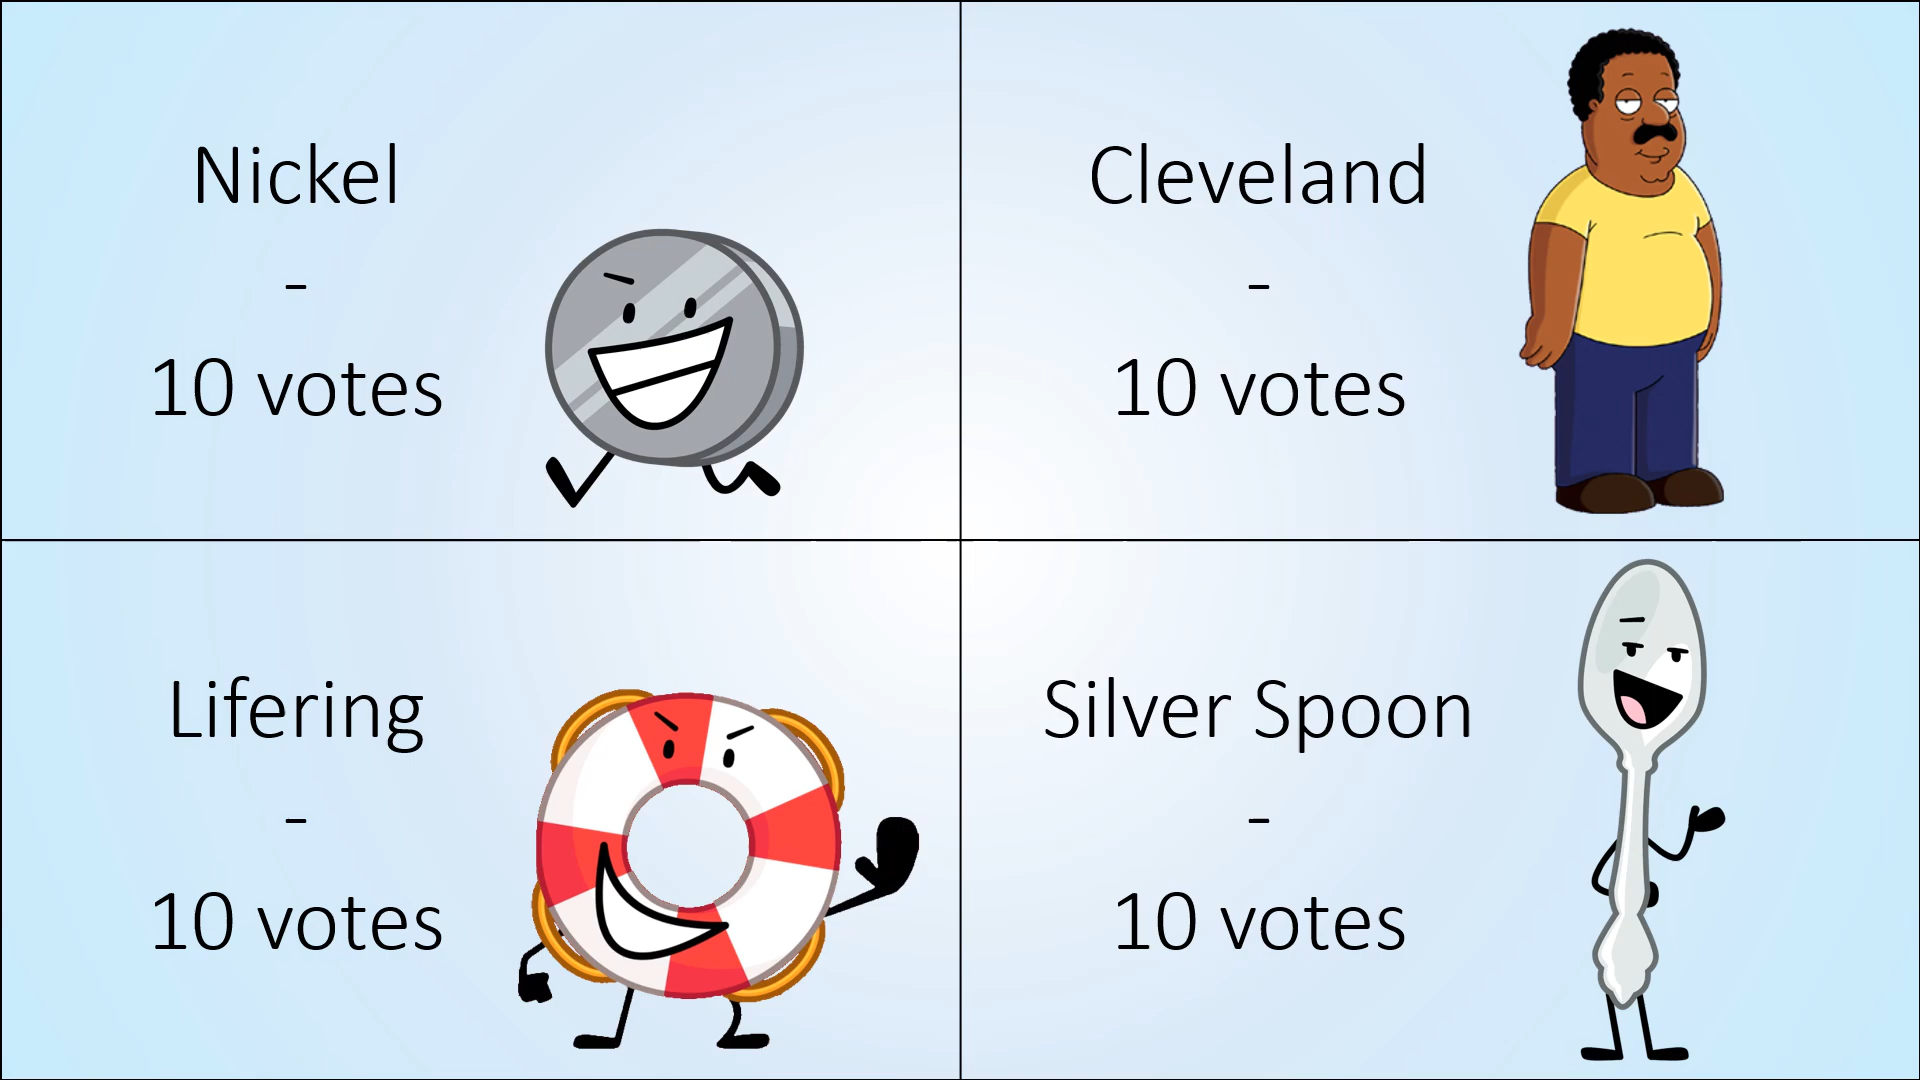 Nickel
-
10 votes
Cleveland
-
10 votes
Lifering
-
10 votes
Silver Spoon
-
10 votes